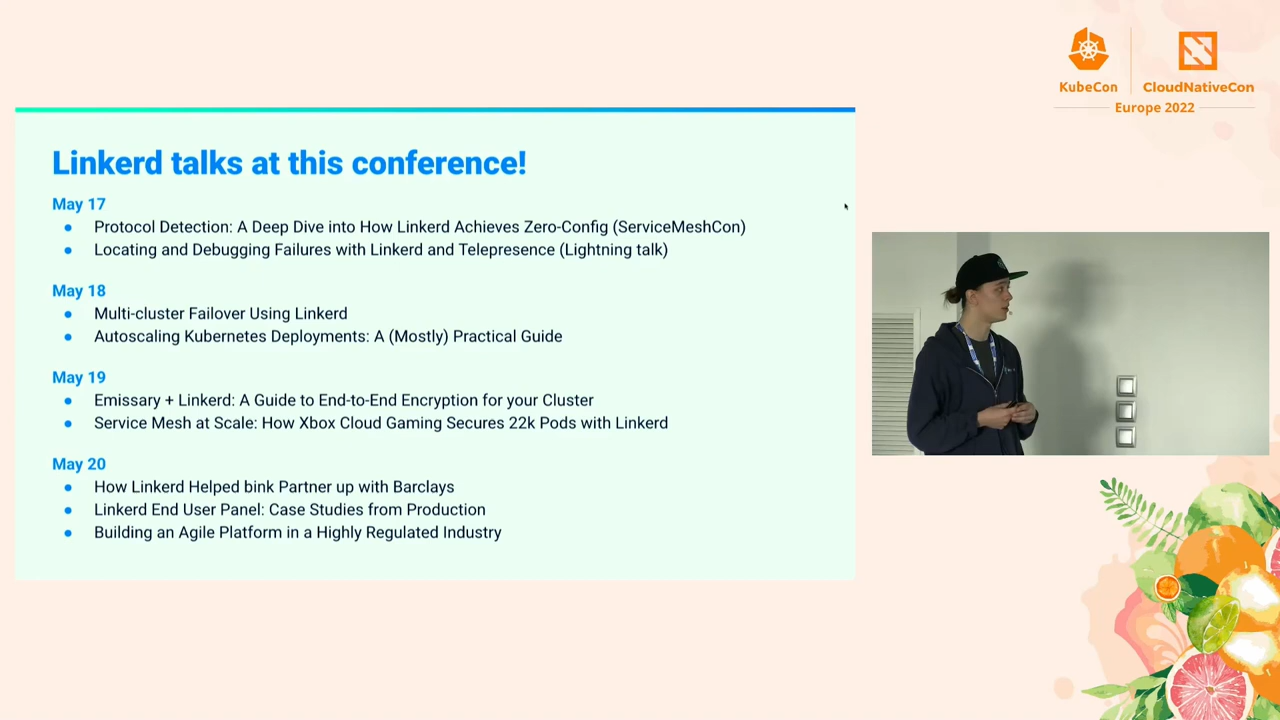 KubeCon
CloudNativeCon
Europe 2022
Linkerd talks at this conference!
May 17
Protocol Detection: A Deep Dive into How Linkerd Achieves Zero-Config (ServiceMeshCon)
Locating and Debugging Failures with Linkerd and Telepresence (Lightning talk)
May 18
Multi-cluster Failover Using Linkerd
Autoscaling Kubernetes Deployments: A (Mostly) Practical Guide
May 19
Emissary + Linkerd: A Guide to End-to-End Encryption for your Cluster
Service Mesh at Scale: How Xbox Cloud Gaming Secures 22k Pods with Linkerd
May 20
How Linkerd Helped bink Partner up with Barclays
Linkerd End User Panel: Case Studies from Production
Building an Agile Platform in a Highly Regulated Industry